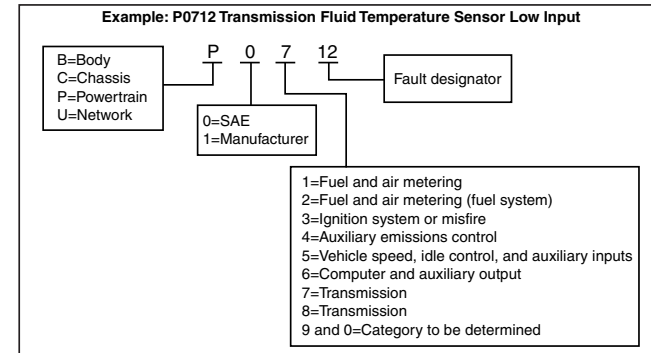 Example: P0712 Transmission Fluid Temperature Sensor Low Input
P 0 7 12
B=Body
C=Chassis
P=Powertrain
U=Network
Fault designator
0=SAE
1=Manufacturer
1=Fuel and air metering
2=Fuel and air metering (fuel system)
3=Ignition system or misfire
4=Auxiliary emissions control
5=Vehicle speed, idle control, and auxiliary inputs
6=Computer and auxiliary output
7=Transmission
8=Transmission
9 and 0=Category to be determined